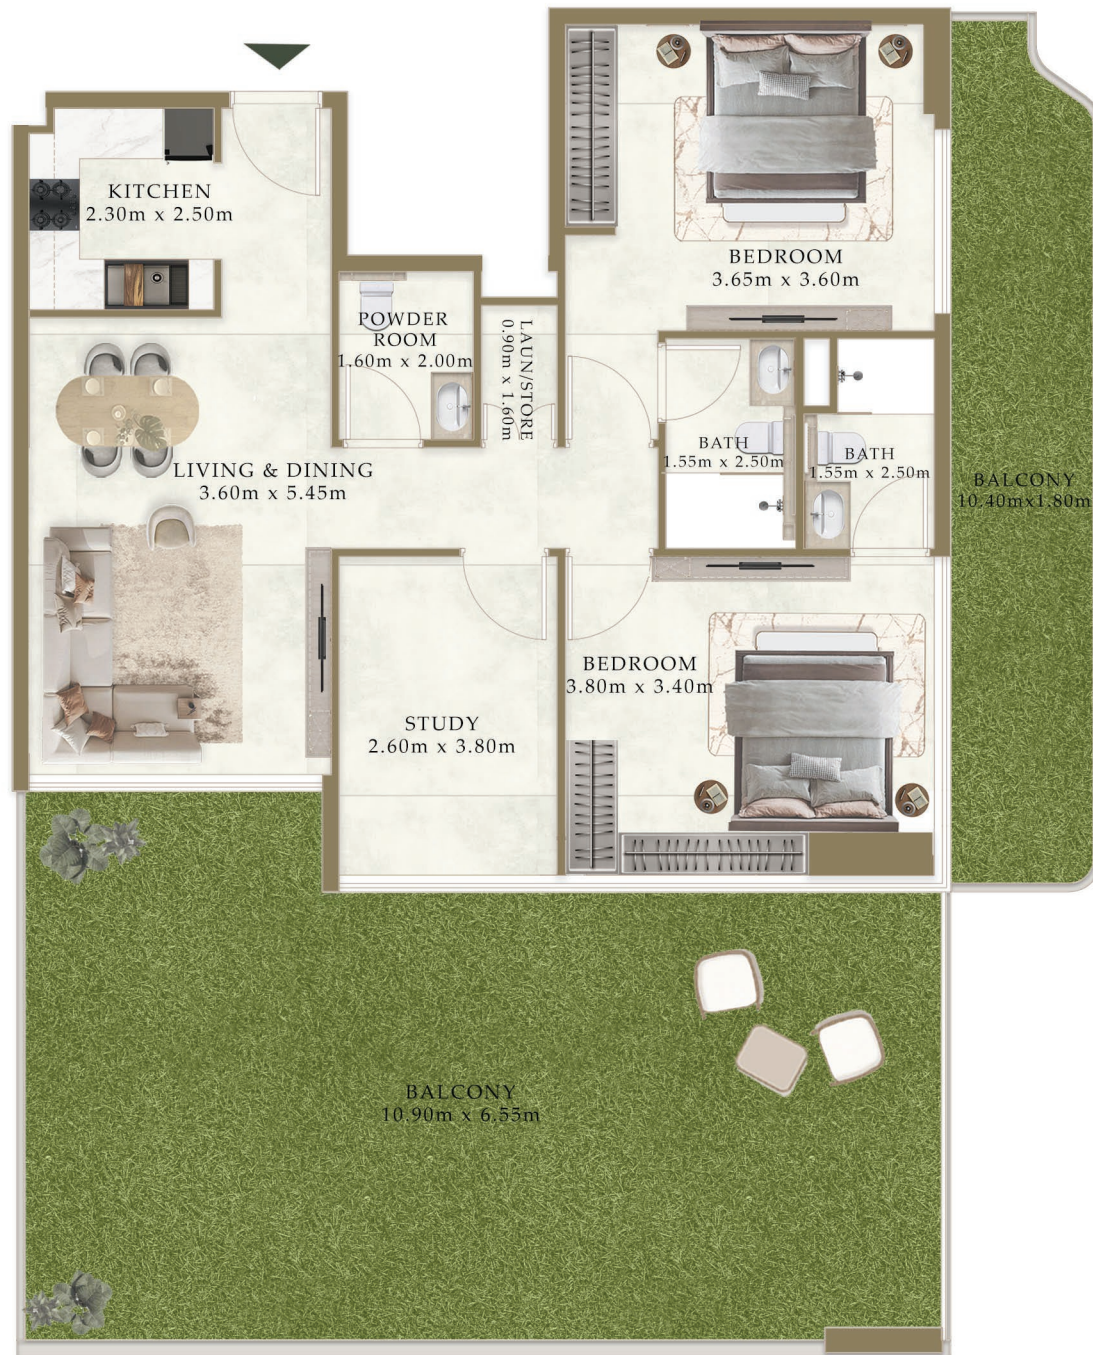 KITCHEN
2.30m x 2.50m
BEDROOM
3.65m x 3.60m
POWDER
ROOM
1.60m x 2.00m
LAUN/STORE
0.90m x 1.60m
BATH
1.55m x 2.50m
BATH
1.55m x 2.50m
LIVING & DINING
3.60m x 5.45m
BALCONY
10.40mx1.80m
BEDROOM
3.80m x 3.40m
STUDY
2.60m x 3.80m
BALCONY
10.90m x 6.55m